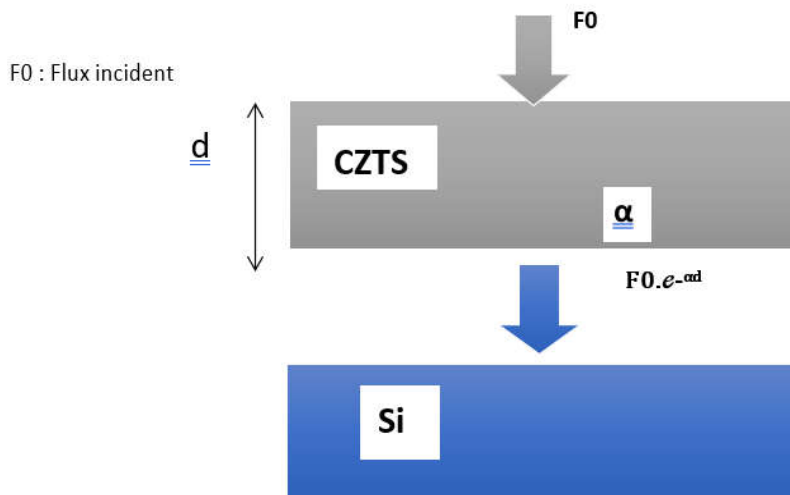 F0
F0 : Flux incident
d
CZTS
α
F0.e-αd
Si